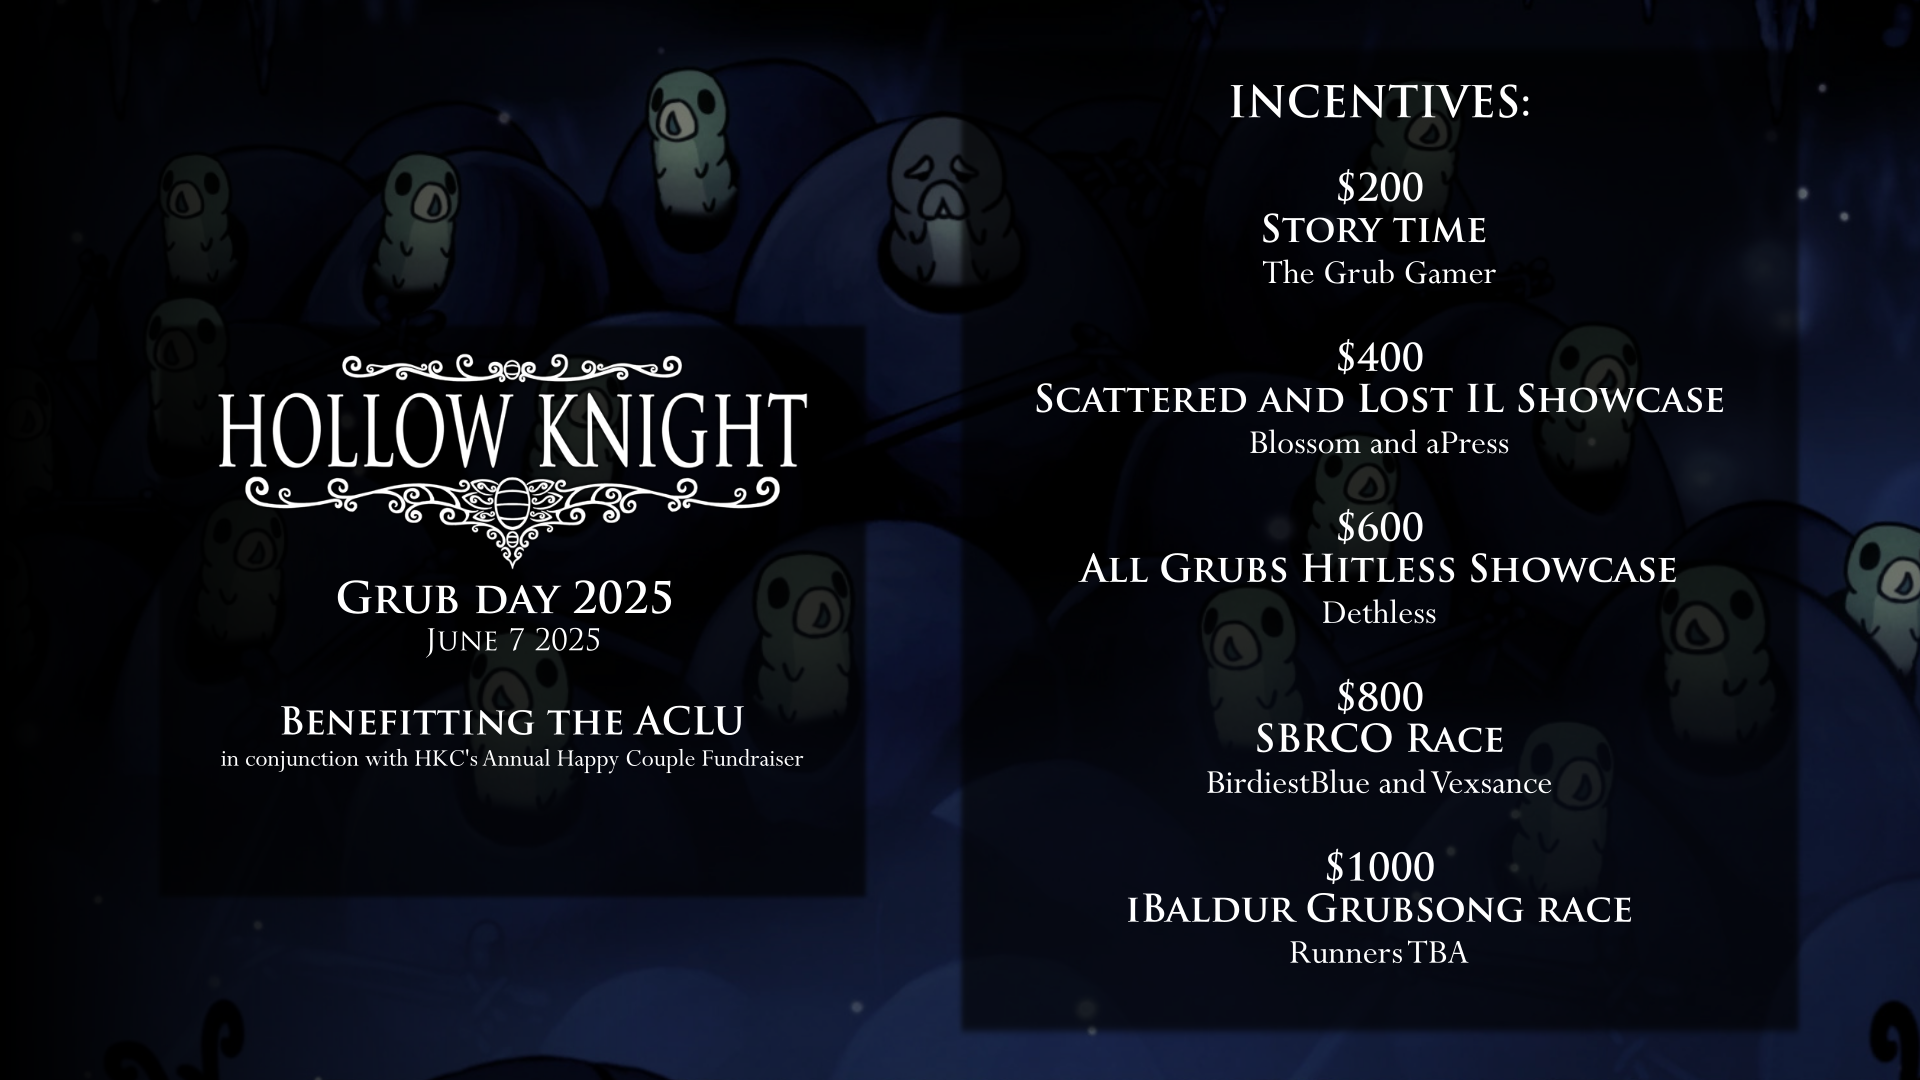 HOLLOW KNIGHT
Grub day 2025
June 7 2025
Benefitting the ACLU
in conjunction with HKC's Annual Happy Couple Fundraiser
INCENTIVES:
$200
Story time
The Grub Gamer
$400
Scattered and Lost IL Showcase
Blossom and aPress
$600
All Grubs Hitless Showcase
Dethless
$800
SBRCO Race
BirdiestBlue and Vexsance
$1000
iBaldur Grubsong race
Runners TBA